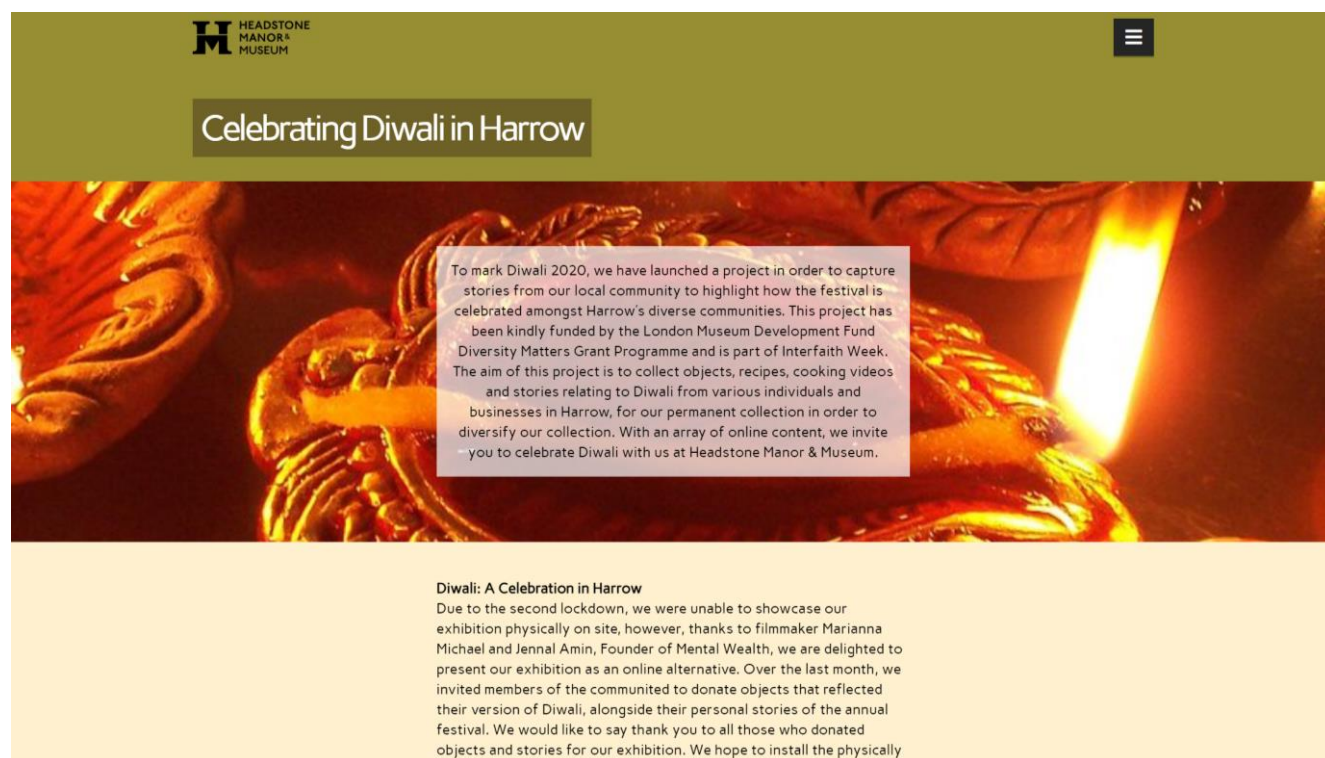 HEADSTONE
MANOR&
MUSEUM
Celebrating Diwali in Harrow
To mark Diwali 2020, we have launched a project in order to capture
stories from our local community to highlight how the festival is
celebrated amongst Harrow's diverse communities. This project has
been kindly funded by the London Museum Development Fund
Diversity Matters Grant Programme and is part of Interfaith Week.
The aim of this project is to collect objects, recipes, cooking videos
and stories relating to Diwali from various individuals and
businesses in Harrow, for our permanent collection in order to
diversify our collection. With an array of online content, we invite
you to celebrate Diwali with us at Headstone Manor & Museum.
Diwali: A Celebration in Harrow
Due to the second lockdown, we were unable to showcase our
exhibition physically on site, however, thanks to filmmaker Marianna
Michael and Jennal Amin, Founder of Mental Wealth, we are delighted to
present our exhibition as an online alternative. Over the last month, we
invited members of the communited to donate objects that reflected
their version of Diwali, alongside their personal stories of the annual
festival. We would like to say thank you to all those who donated
objects and stories for our exhibition. We hope to install the physically